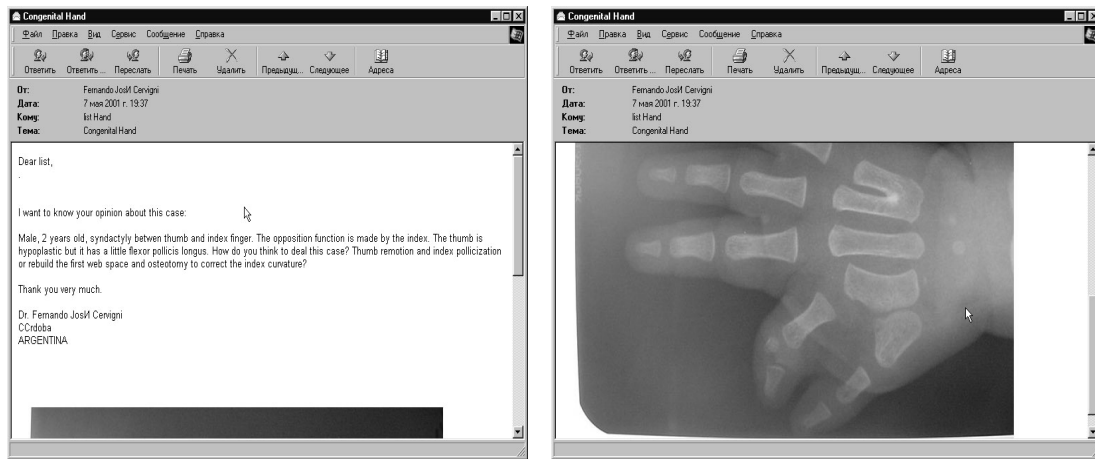 Congenital Hand
Файл Правка Вид Сервис Сообщение Справка
Ответить Ответить ... Переслать Печать Удалить Предыдущ... Следующее Адреса
От: Fernando JosИ Cervigni
Дата: 7 мая 2001 г. 19:37
Кому: list Hand
Тема: Congenital Hand
Dear list,
.
I want to know your opinion about this case:
Male, 2 years old, syndactyly betwen thumb and index finger. The opposition function is made by the index. The thumb is
hypoplastic but it has a little flexor pollicis longus. How do you think to deal this case? Thumb remotion and index pollicization
or rebuild the first web space and osteotomy to correct the index curvature?
Thank you very much.
Dr. Fernando JosИ Cervigni
CCrdoba
ARGENTINA
Congenital Hand
Файл Правка Вид Сервис Сообщение Справка
Ответить Ответить ... Переслать Печать Удалить Предыдущ... Следующее Адреса
От: Fernando JosИ Cervigni
Дата: 7 мая 2001 г. 19:37
Кому: list Hand
Тема: Congenital Hand